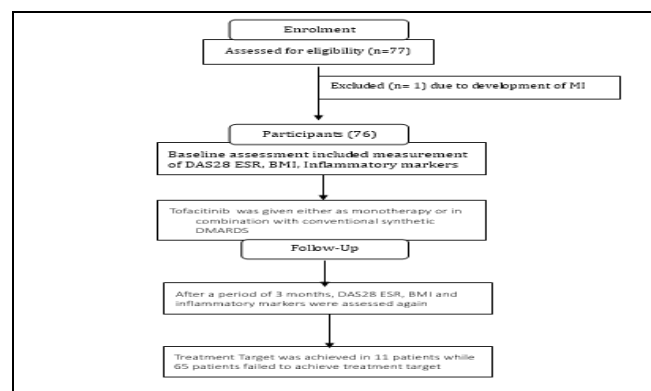 Enrolment
Assessed for eligibility (n=77)
Excluded (n= 1) due to development of MI
Participants (76)
Baseline assessment included measurement
of DAS28 ESR, BMI, Inflammatory markers
Tofacitinib was given either as monotherapy or in
combination with conventional synthetic
DMARDS
Follow-Up
After a period of 3 months, DAS28 ESR, BMI and
inflammatory markers were assessed again
Treatment Target was achieved in 11 patients while
65 patients failed to achieve treatment target